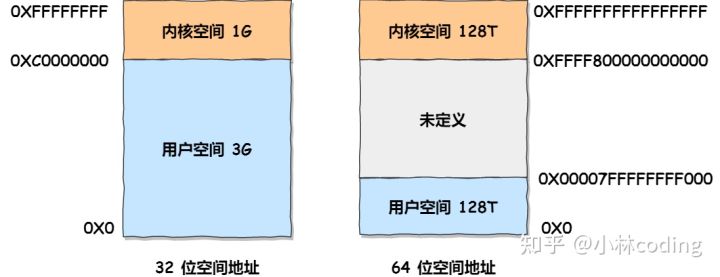 0XFFFFFFFF
内核空间 1G
0XC0000000
用户空间 3G
0X0
32 位空间地址
0XFFFFFFFFFFFFFFFF
内核空间 128T
0XFFFF800000000000
未定义
0X00007FFFFFFFF000
用户空间 128T
0X0
64 位空间地址
知乎 @小林coding